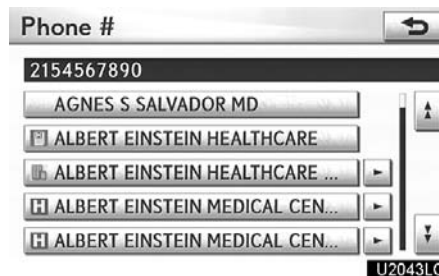 Phone #
2154567890
AGNES S SALVADOR MD
ALBERT EINSTEIN HEALTHCARE
ALBERT EINSTEIN HEALTHCARE ...
ALBERT EINSTEIN MEDICAL CEN...
ALBERT EINSTEIN MEDICAL CEN...